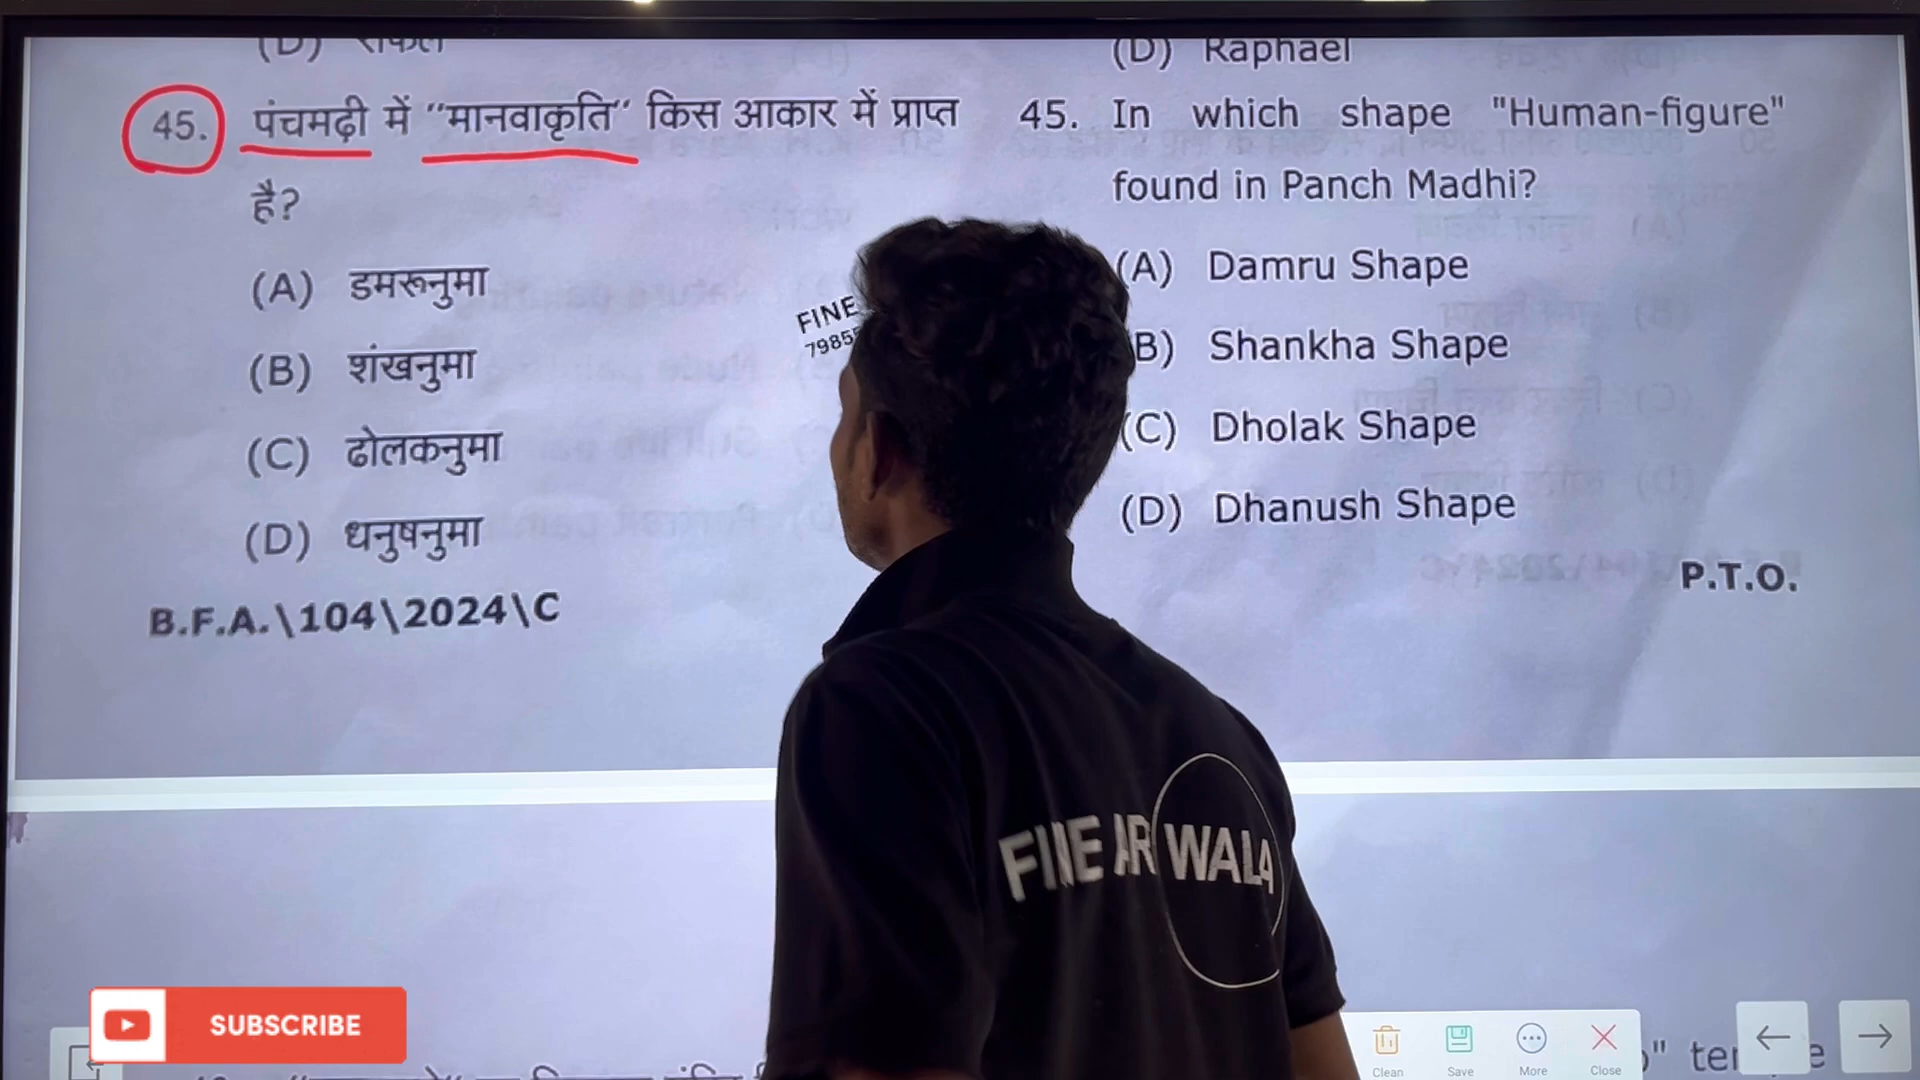 (D) राफेल
45. पंचमढ़ी में "मानवाकृति" किस आकार में प्राप्त
है?
(A) डमरूनुमा
(B) शंखनुमा
(C) ढोलकनुमा
(D) धनुषनुमा
B.F.A.\104\2024\C
(D) Raphael
45. In which shape "Human-figure"
found in Panch Madhi?
(A) Damru Shape
B) Shankha Shape
(C) Dholak Shape
(D) Dhanush Shape
P.T.O.
FINE
7985
FINE AR WALA
SUBSCRIBE
Clean Save More Close